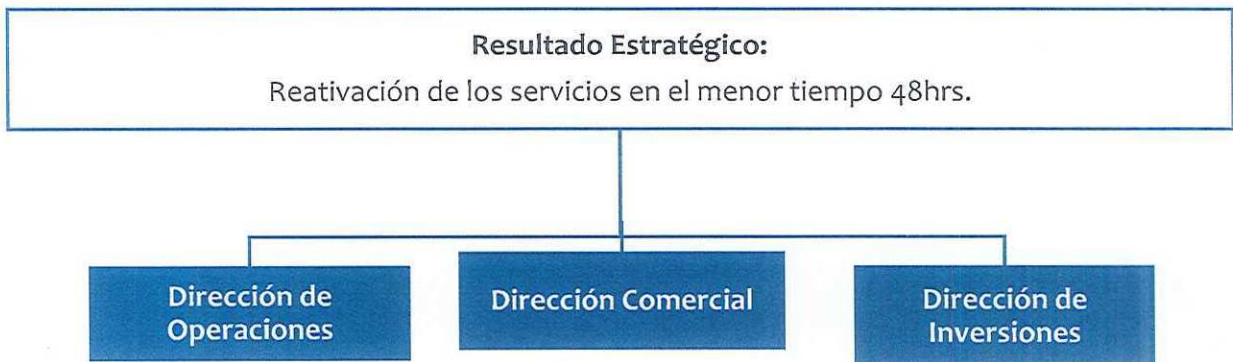 Resultado Estratégico:
Reativación de los servicios en el menor tiempo 48hrs.
Dirección de
Operaciones
Dirección Comercial
Dirección de
Inversiones